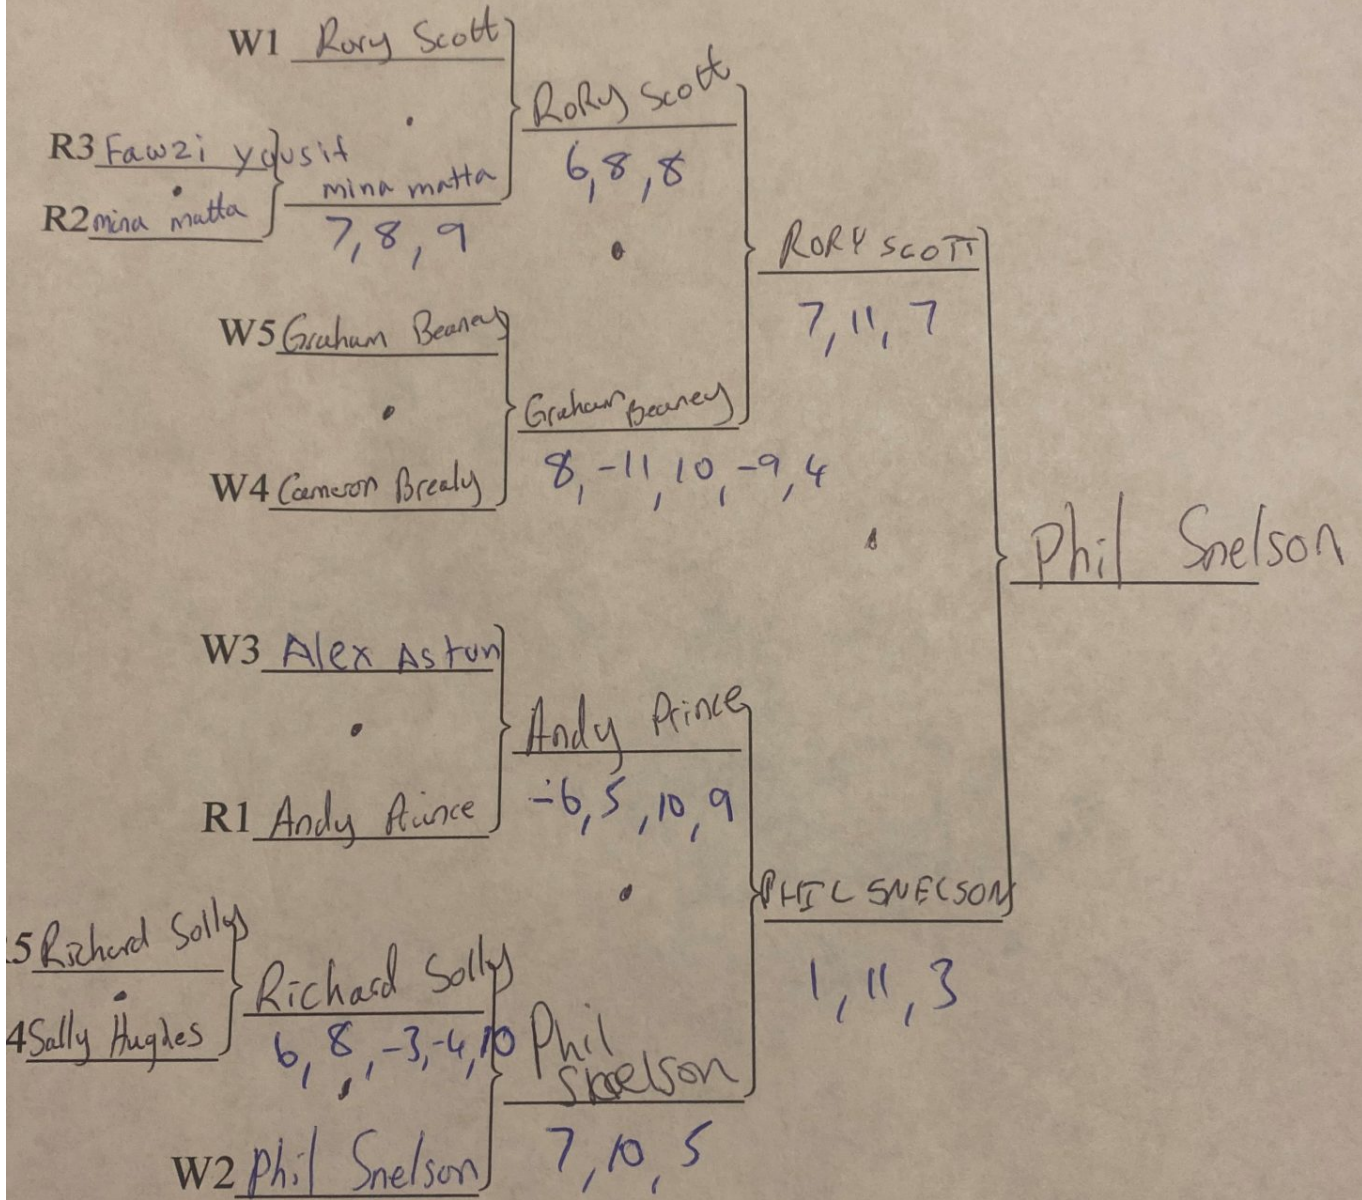 W1 Rory Scott
RoRy Scott
R3 Fawzi yousif
6, 8, 8
mina matta
R2 mina matta
7, 8, 9
RORY SCOTT
W5 Graham Beaney
7, 11, 7
Graham Beaney
8, -11, 10, -9, 4
W4 Cameron Brealy
Phil Snelson
W3 Alex Aston
Andy Prince
-6, 5, 10, 9
R1 Andy Prince
PHIL SNELSON
5 Richard Solly
1, 11, 3
Richard Solly
4 Sally Hughes
6, 8, -3, -4, 10
Phil
Snelson
7, 10, 5
W2 Phil Snelson